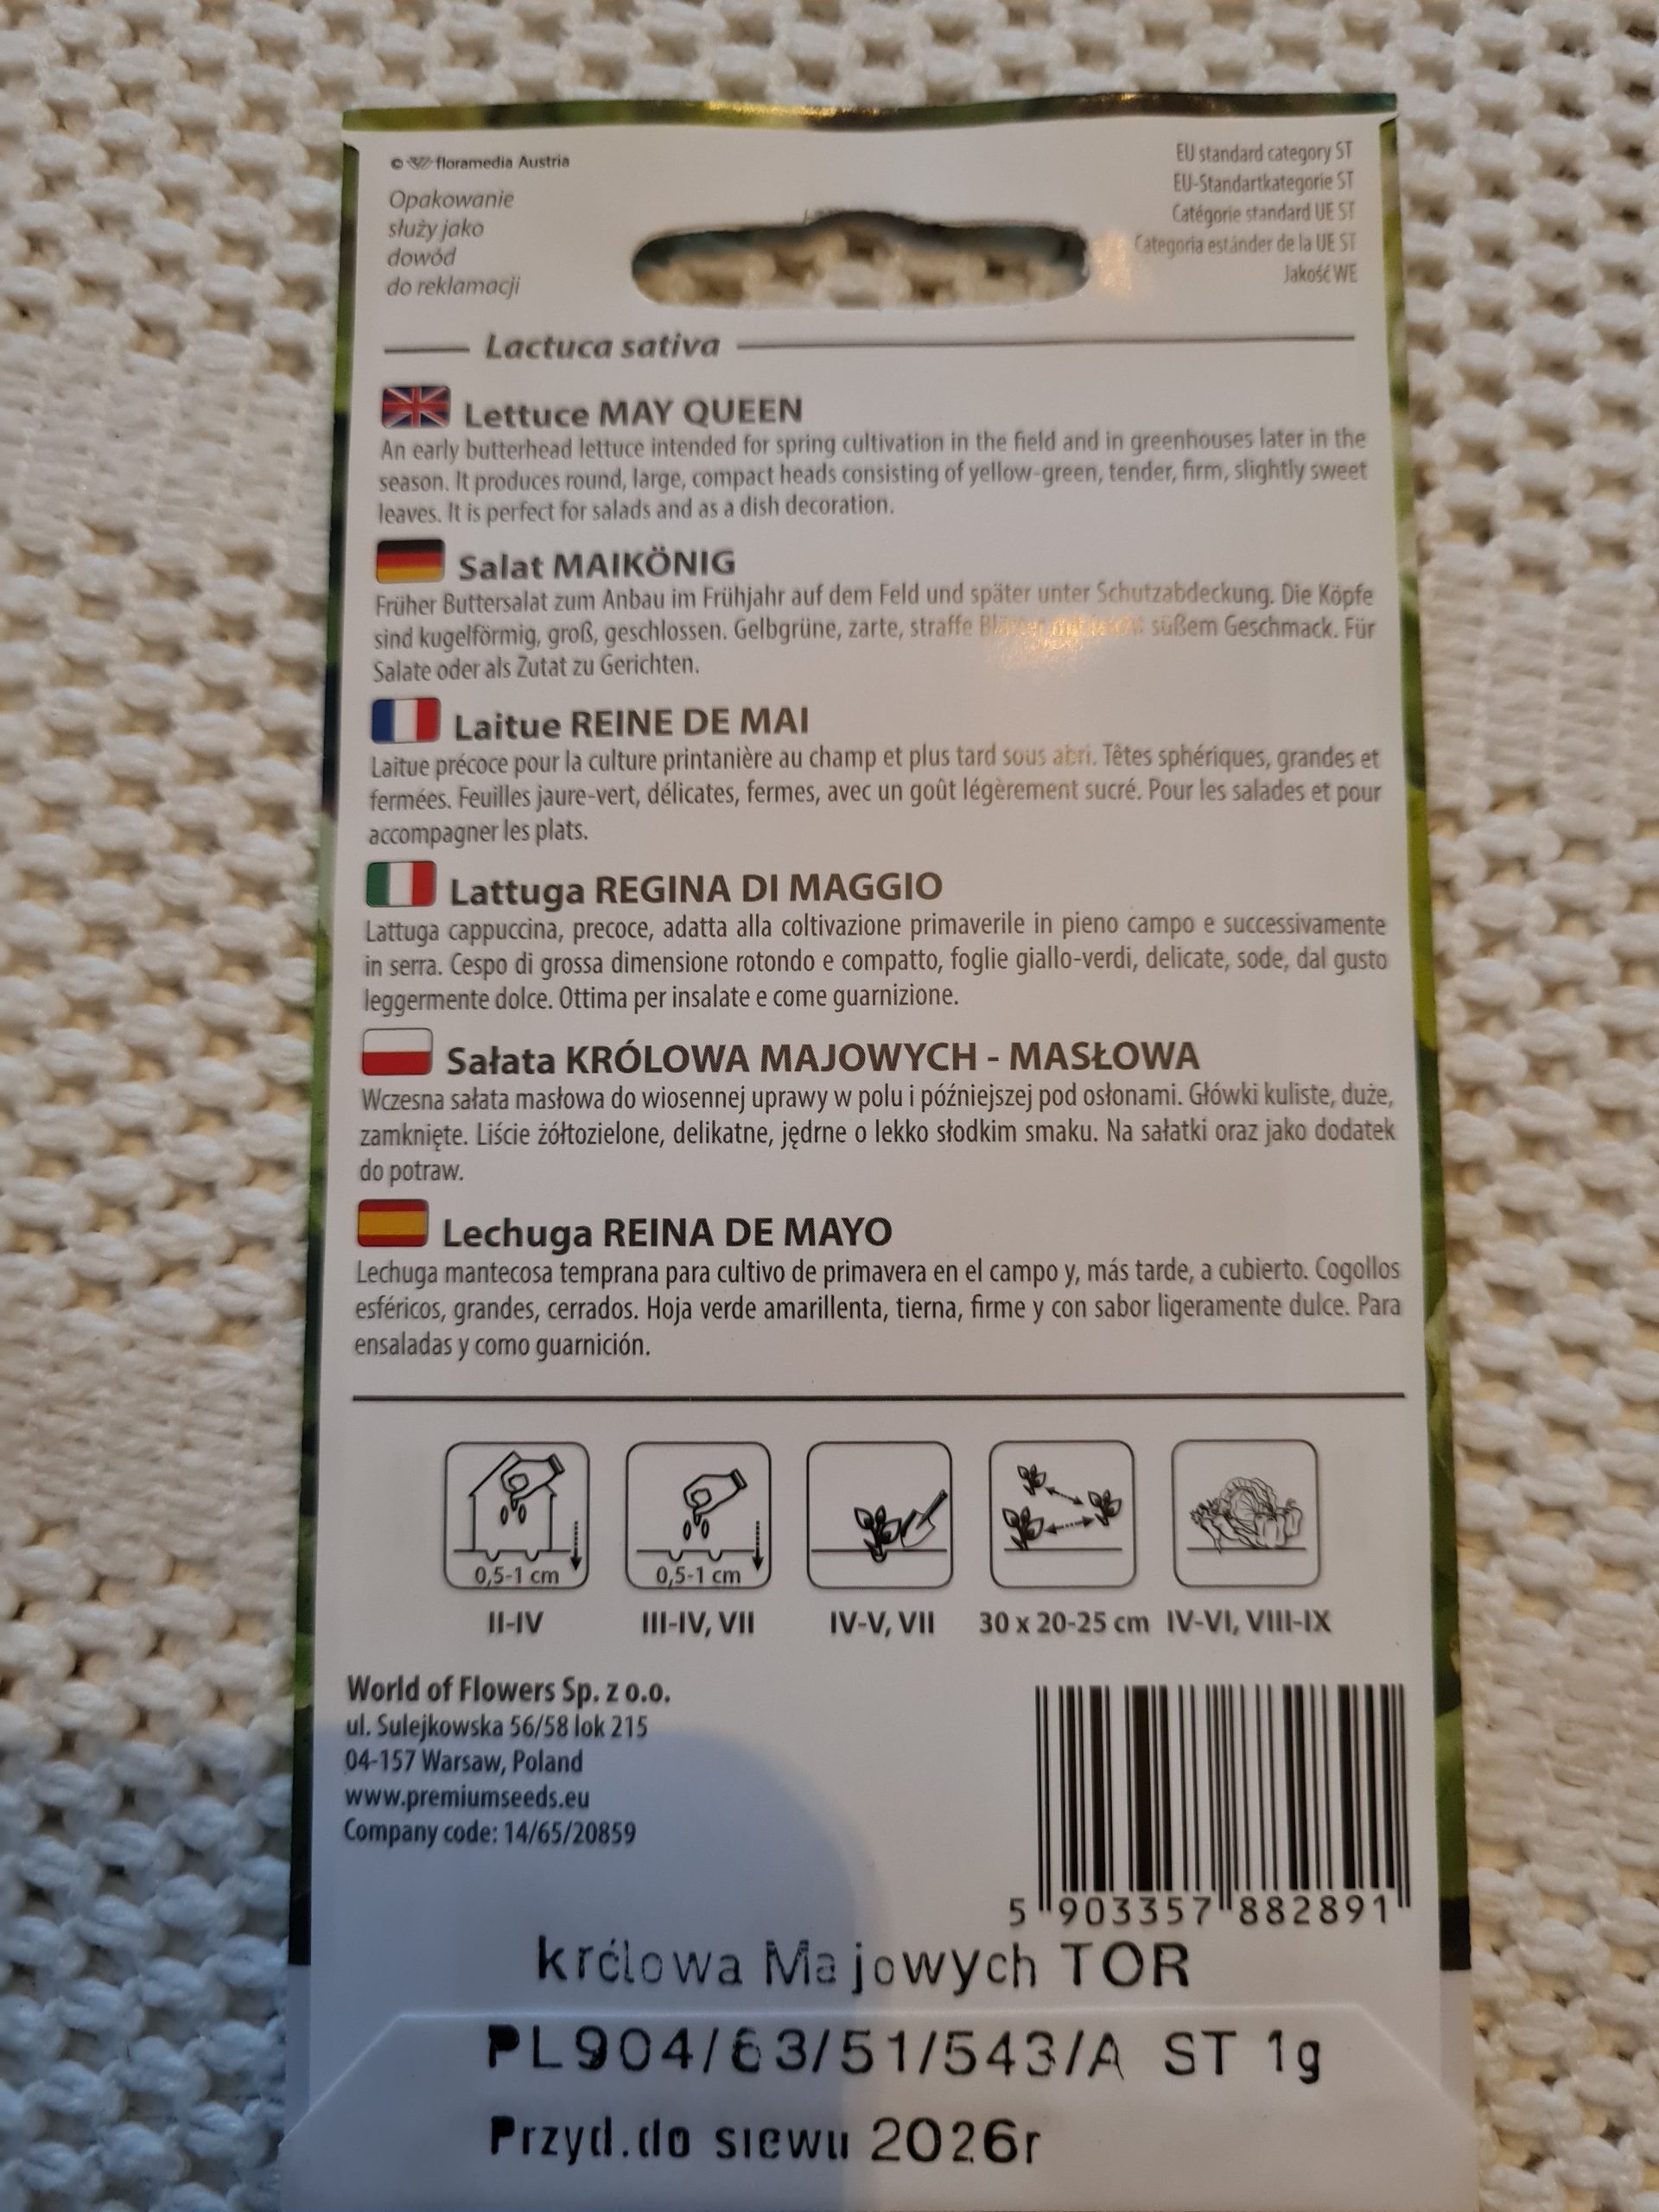 © floramedia Austria
Opakowanie
służy jako
dowód
do reklamacji
EU standard category ST
EU-Standartkategorie ST
Catégorie standard UE ST
Categoria estánder de la UE ST
Jakość WE
Lactuca sativa
Lettuce MAY QUEEN
An early butterhead lettuce intended for spring cultivation in the field and in greenhouses later in the
season. It produces round, large, compact heads consisting of yellow-green, tender, firm, slightly sweet
leaves. It is perfect for salads and as a dish decoration.
Salat MAIKÖNIG
Früher Buttersalat zum Anbau im Frühjahr auf dem Feld und später unter Schutzabdeckung. Die Köpfe
sind kugelförmig, groß, geschlossen. Gelbgrüne, zarte, straffe Blätter mit leicht süßem Geschmack. Für
Salate oder als Zutat zu Gerichten.
Laitue REINE DE MAI
Laitue précoce pour la culture printanière au champ et plus tard sous abri. Têtes sphériques, grandes et
fermées. Feuilles jaure-vert, délicates, fermes, avec un goût légèrement sucré. Pour les salades et pour
accompagner les plats.
Lattuga REGINA DI MAGGIO
Lattuga cappuccina, precoce, adatta alla coltivazione primaverile in pieno campo e successivamente
in serra. Cespo di grossa dimensione rotondo e compatto, foglie giallo-verdi, delicate, sode, dal gusto
leggermente dolce. Ottima per insalate e come guarnizione.
Sałata KRÓLOWA MAJOWYCH - MASŁOWA
Wczesna sałata masłowa do wiosennej uprawy w polu i późniejszej pod osłonami. Główki kuliste, duże,
zamknięte. Liście żółtozielone, delikatne, jędrne o lekko słodkim smaku. Na sałatki oraz jako dodatek
do potraw.
Lechuga REINA DE MAYO
Lechuga mantecosa temprana para cultivo de primavera en el campo y, más tarde, a cubierto. Cogollos
esféricos, grandes, cerrados. Hoja verde amarillenta, tierna, firme y con sabor ligeramente dulce. Para
ensaladas y como guarnición.
0,5-1 cm
0,5-1 cm
II-IV
III-IV, VII
IV-V, VII
30 x 20-25 cm
IV-VI, VIII-IX
World of Flowers Sp. z o.o.
ul. Sulejkowska 56/58 lok 215
04-157 Warsaw, Poland
www.premiumseeds.eu
Company code: 14/65/20859
5 903357 882891
królowa Majowych TOR
PL904/63/51/543/A ST 1g
Przyd.do siewu 2026r